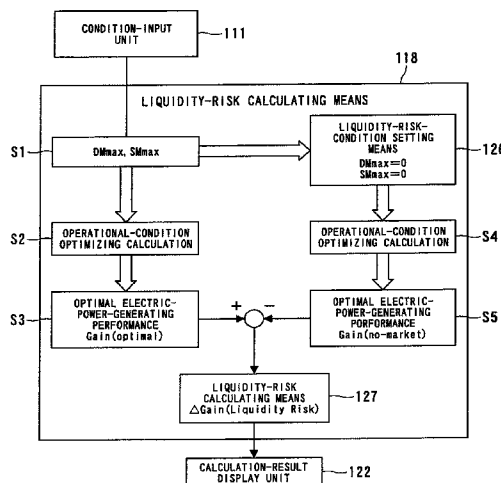 CONDITION-INPUT
UNIT
111
118
LIQUIDITY-RISK CALCULATING MEANS
S1
DMmax, SMmax
LIQUIDITY-RISK-
CONDITION SETTING
MEANS
DMmax=0
SMmax=0
126
S2
OPERATIONAL-CONDITION
OPTIMIZING CALCULATION
OPERATIONAL-CONDITION
OPTIMIZING CALCULATION
S4
S3
OPTIMAL ELECTRIC-
POWER-GENERATING
PERFORMANCE
Gain(optimal)
+
−
OPTIMAL ELECTRIC-
POWER-GENERATING
PERFORMANCE
Gain(no-market)
S5
LIQUIDITY-RISK
CALCULATING MEANS
△Gain(Liquidity Risk)
127
CALCULATION-RESULT
DISPLAY UNIT
122